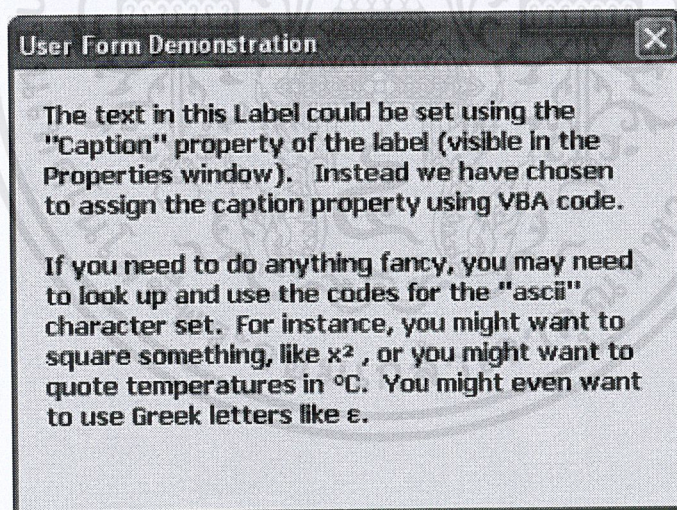 User Form Demonstration
The text in this Label could be set using the
"Caption" property of the label (visible in the
Properties window).  Instead we have chosen
to assign the caption property using VBA code.
If you need to do anything fancy, you may need
to look up and use the codes for the "ascii"
character set.  For instance, you might want to
square something, like x² , or you might want to
quote temperatures in °C.  You might even want
to use Greek letters like ε.